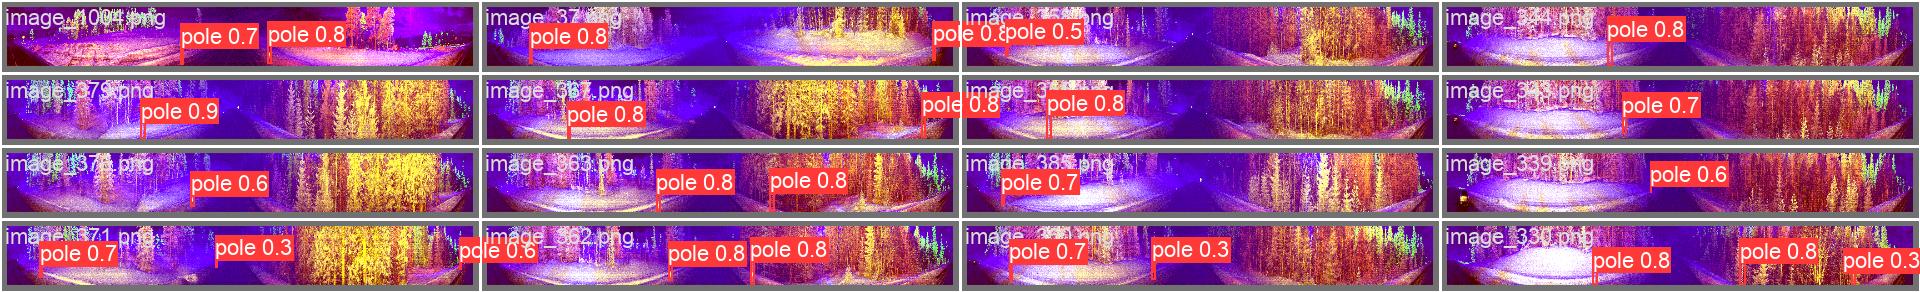 image_1004.png
pole 0.7
pole 0.8
pole 0.8
pole 0.8
pole 0.5
image_344.png
pole 0.8
image_379.png
pole 0.9
image_367.png
pole 0.8
pole 0.8
pole 0.8
image_343.png
pole 0.7
pole 0.6
image_363.png
pole 0.8
pole 0.8
image_385.png
pole 0.7
image_339.png
pole 0.6
image_371.png
pole 0.7
pole 0.3
pole 0.6
image_362.png
pole 0.8
pole 0.8
pole 0.7
pole 0.3
image_330.png
pole 0.8
pole 0.8
pole 0.3